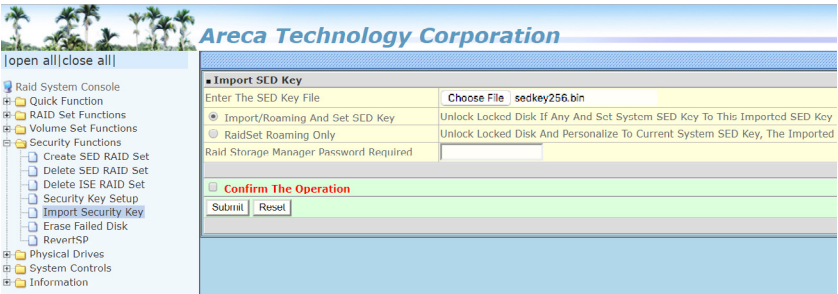 Areca Technology Corporation
|open all|close all|
Raid System Console
Quick Function
RAID Set Functions
Volume Set Functions
Security Functions
Create SED RAID Set
Delete SED RAID Set
Delete ISE RAID Set
Security Key Setup
Import Security Key
Erase Failed Disk
RevertSP
Physical Drives
System Controls
Information
Import SED Key
Enter The SED Key File Choose File sedkey256.bin
Import/Roaming And Set SED Key Unlock Locked Disk If Any And Set System SED Key To This Imported SED Key
RaidSet Roaming Only Unlock Locked Disk And Personalize To Current System SED Key, The Imported
Raid Storage Manager Password Required
Confirm The Operation
Submit Reset